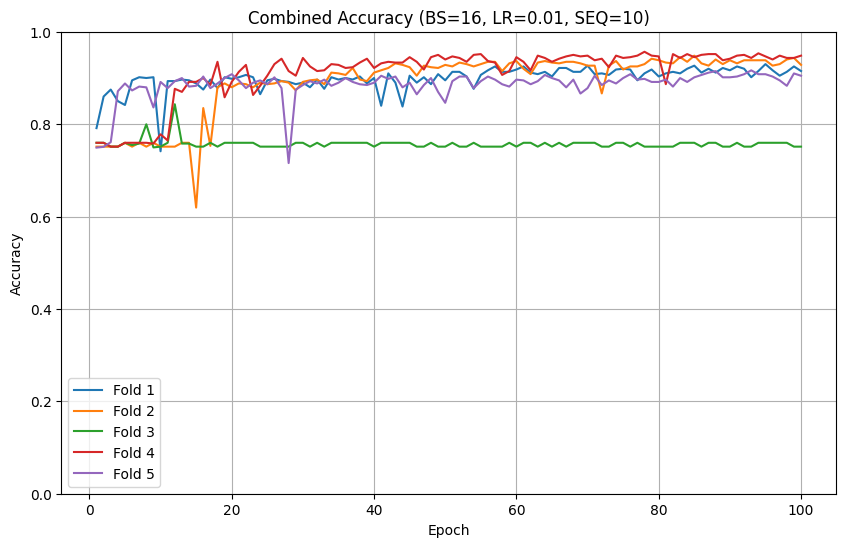 Combined Accuracy (BS=16, LR=0.01, SEQ=10)
1.0
0.8
0.6
0.4
0.2
0.0
Accuracy
Fold 1
Fold 2
Fold 3
Fold 4
Fold 5
0 20 40 60 80 100
Epoch